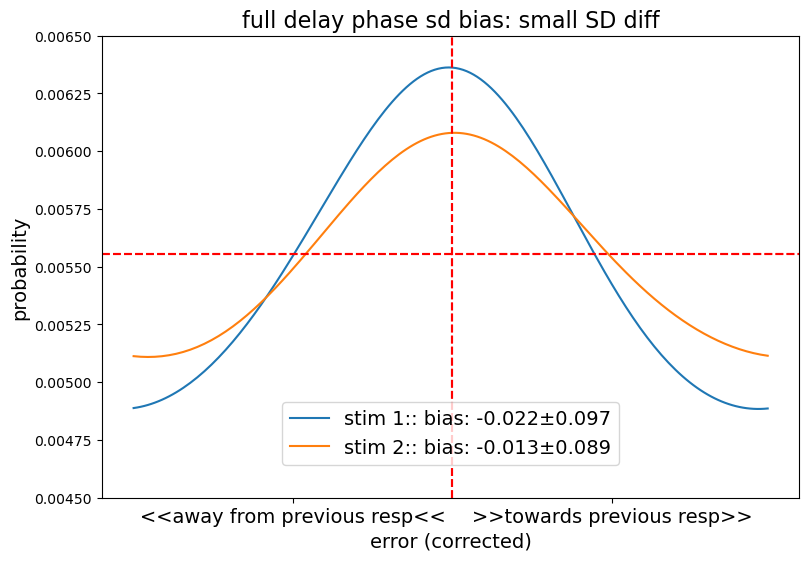 full delay phase sd bias: small SD diff
0.00650
0.00625
0.00600
0.00575
0.00550
0.00525
0.00500
0.00475
0.00450
probability
stim 1:: bias: -0.022±0.097
stim 2:: bias: -0.013±0.089
<<away from previous resp<< >>towards previous resp>>
error (corrected)